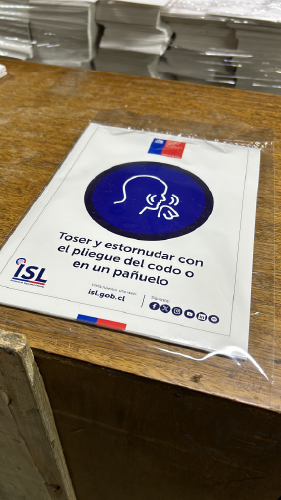 Toser y estornudar con
el pliegue del codo o
en un pañuelo
ISL
isl.gob.cl